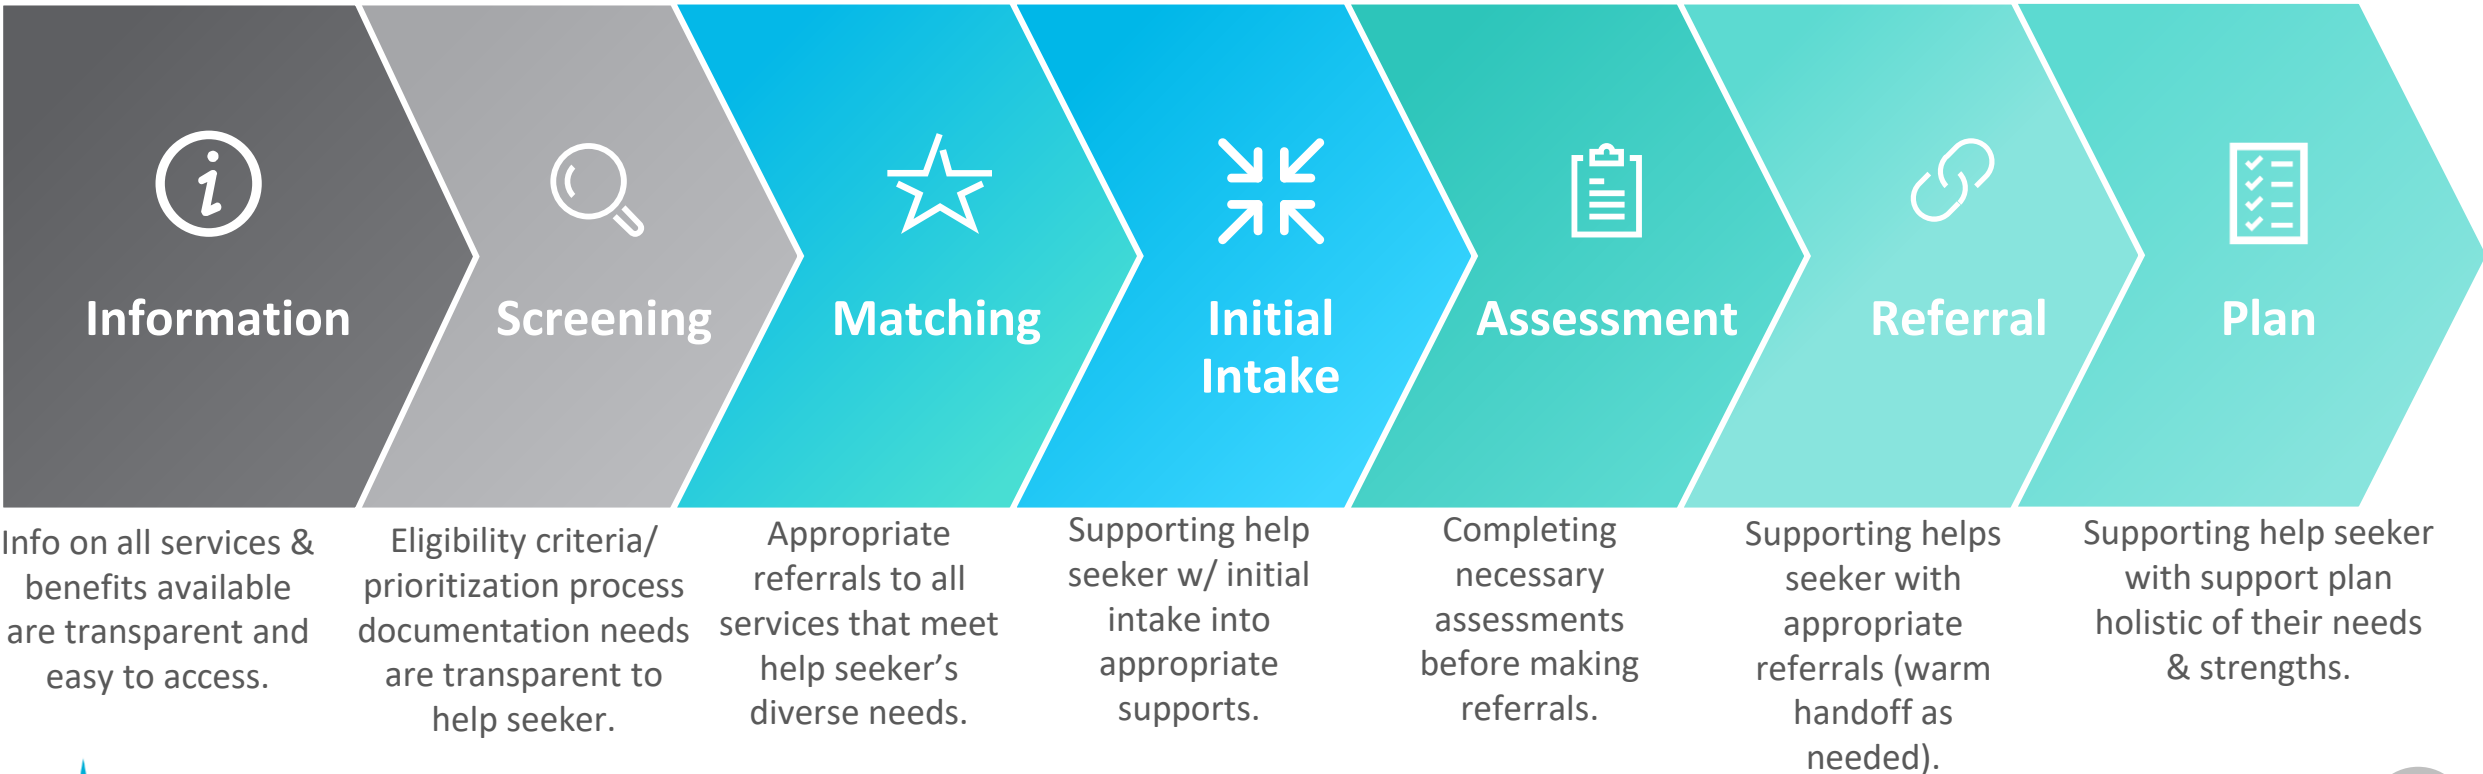 Information
Screening
Matching
Initial
Intake
Assessment
Referral
Plan
Info on all services &
benefits available
are transparent and
easy to access.
Eligibility criteria/
prioritization process
documentation needs
are transparent to
help seeker.
Appropriate
referrals to all
services that meet
help seeker’s
diverse needs.
Supporting help
seeker w/ initial
intake into
appropriate
supports.
Completing
necessary
assessments
before making
referrals.
Supporting helps
seeker with
appropriate
referrals (warm
handoff as
needed).
Supporting help seeker
with support plan
holistic of their needs
& strengths.